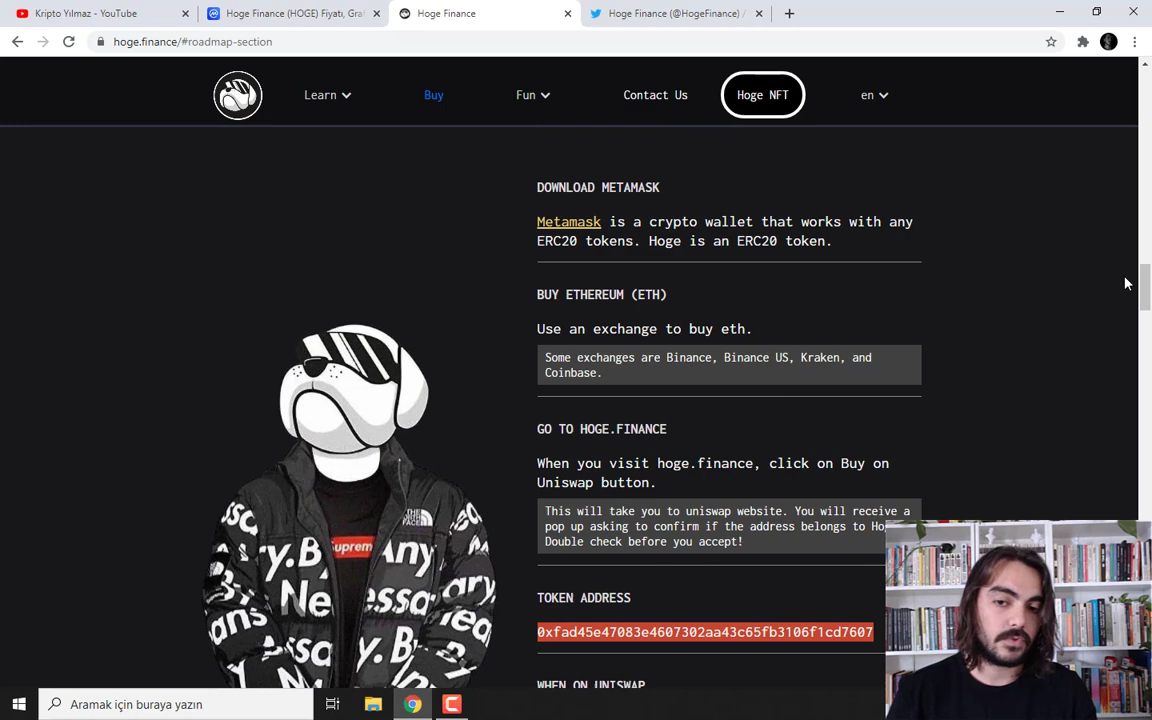 Kripto Yılmaz - YouTube
Hoge Finance (HOGE) Fiyatı, Gra
Hoge Finance
Hoge Finance (@HogeFinance) /
hoge.finance/#roadmap-section
Learn
Buy
Fun
Contact Us
Hoge NFT
en
DOWNLOAD METAMASK
Metamask is a crypto wallet that works with any
ERC20 tokens. Hoge is an ERC20 token.
BUY ETHEREUM (ETH)
Use an exchange to buy eth.
Some exchanges are Binance, Binance US, Kraken, and
Coinbase.
GO TO HOGE.FINANCE
When you visit hoge.finance, click on Buy on
Uniswap button.
This will take you to uniswap website. You will receive a
pop up asking to confirm if the address belongs to Ho
Double check before you accept!
TOKEN ADDRESS
0xfad45e47083e4607302aa43c65fb3106f1cd7607
WHEN ON UNISWAP
THE
NORTH
FACE
Suprem
Aramak için buraya yazın